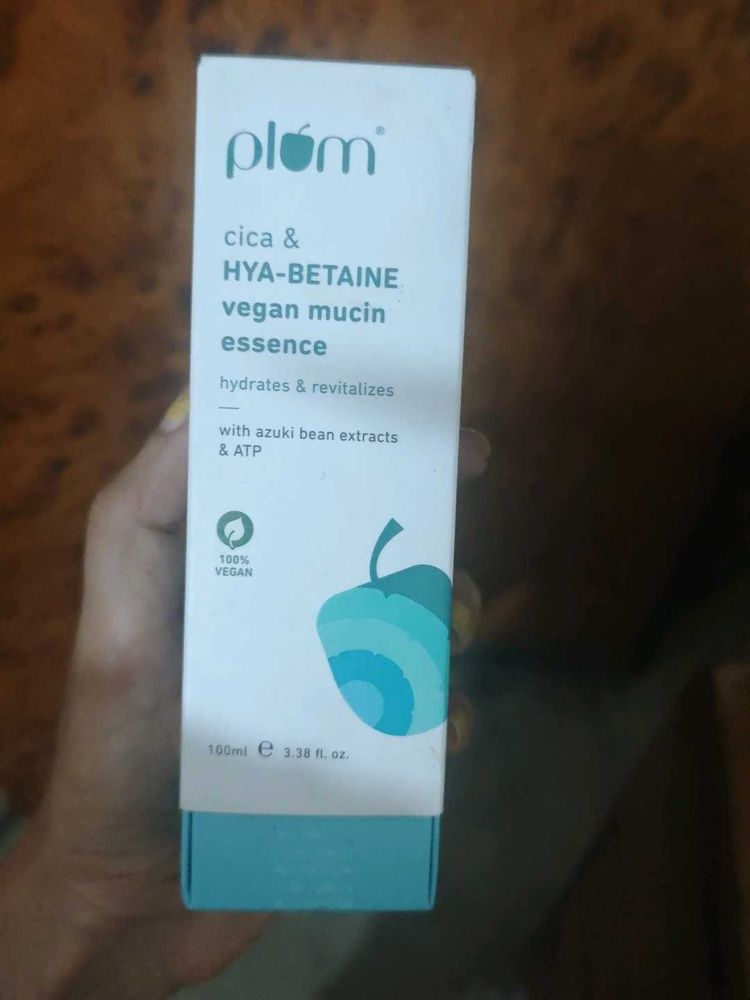 plum®
cica &
HYA-BETAINE
vegan mucin
essence
hydrates & revitalizes
with azuki bean extracts
& ATP
100%
VEGAN
100ml ℮ 3.38 fl. oz.